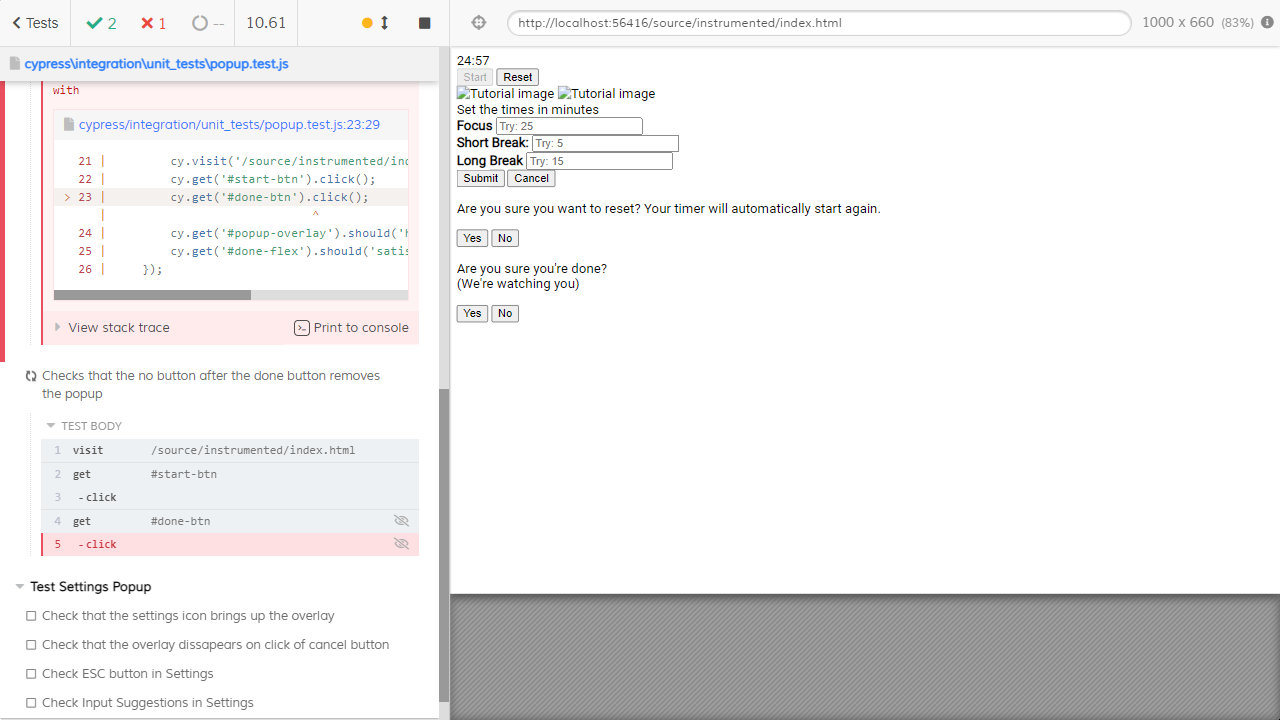 Tests 2 1 -- 10.61
http://localhost:56416/source/instrumented/index.html 1000 x 660 (83%)
cypress\integration\unit_tests\popup.test.js
with
cypress/integration/unit_tests/popup.test.js:23:29
21 | cy.visit('/source/instrumented/ind
22 | cy.get('#start-btn').click();
> 23 | cy.get('#done-btn').click();
| ^
24 | cy.get('#popup-overlay').should('h
25 | cy.get('#done-flex').should('satis
26 | });
View stack trace Print to console
Checks that the no button after the done button removes
the popup
TEST BODY
1 visit /source/instrumented/index.html
2 get #start-btn
3 - click
4 get #done-btn
5 - click
Test Settings Popup
Check that the settings icon brings up the overlay
Check that the overlay dissapears on click of cancel button
Check ESC button in Settings
Check Input Suggestions in Settings
24:57
Start Reset
Tutorial image Tutorial image
Set the times in minutes
Focus Try: 25
Short Break: Try: 5
Long Break Try: 15
Submit Cancel
Are you sure you want to reset? Your timer will automatically start again.
Yes No
Are you sure you're done?
(We're watching you)
Yes No